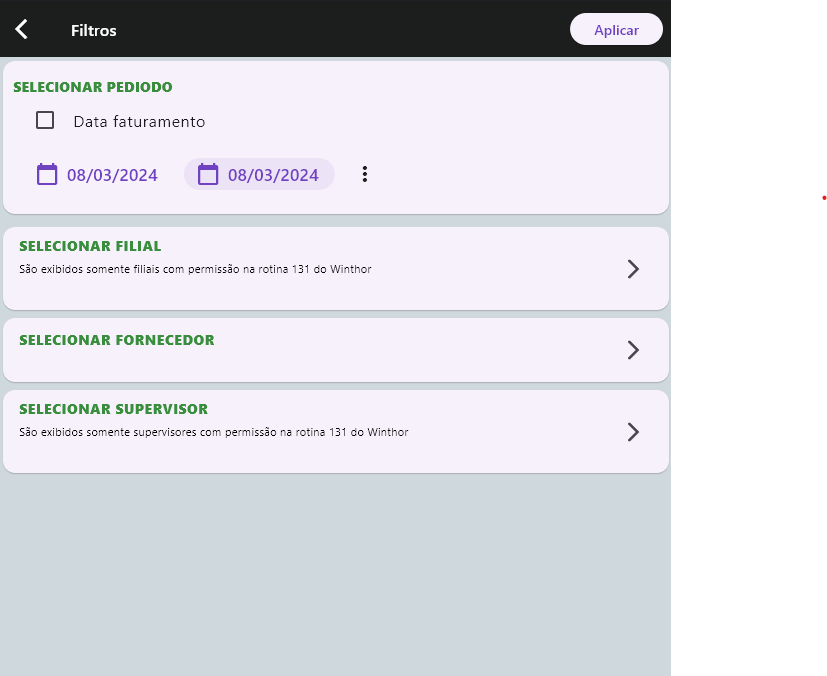 Filtros
Aplicar
SELECIONAR PEDIODO
Data faturamento
08/03/2024 08/03/2024
SELECIONAR FILIAL
São exibidos somente filiais com permissão na rotina 131 do Winthor
SELECIONAR FORNECEDOR
SELECIONAR SUPERVISOR
São exibidos somente supervisores com permissão na rotina 131 do Winthor